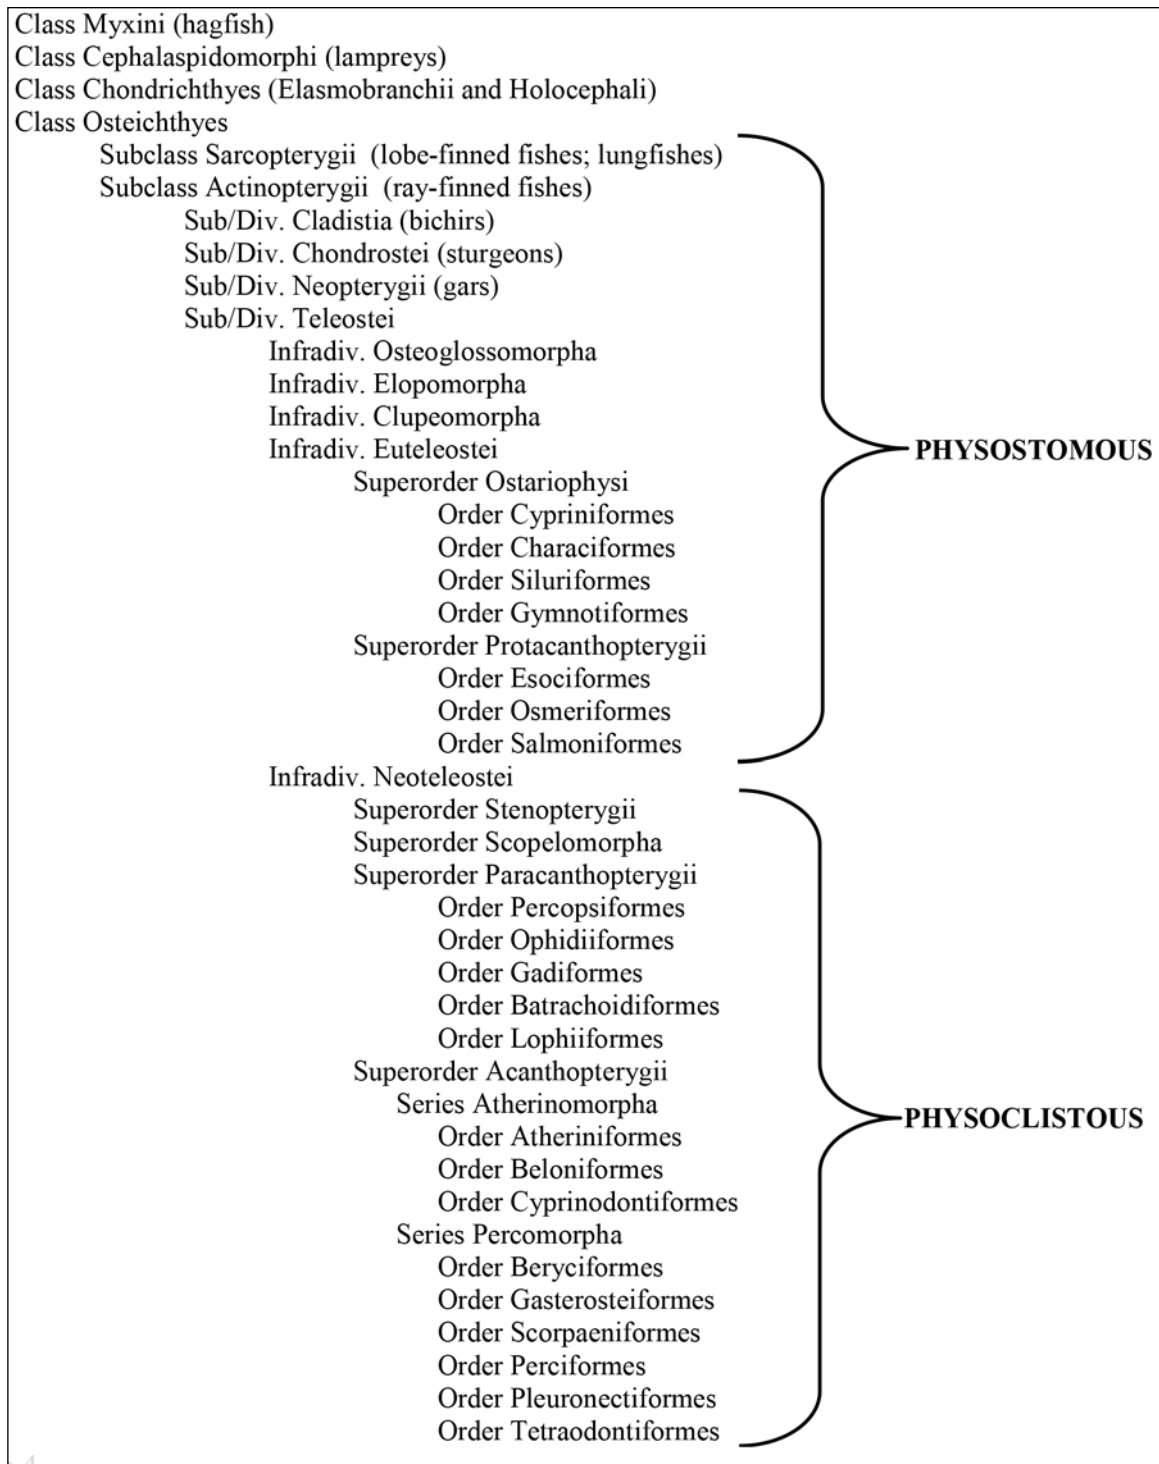 Class Myxini (hagfish)
Class Cephalaspidomorphi (lampreys)
Class Chondrichthyes (Elasmobranchii and Holocephali)
Class Osteichthyes
Subclass Sarcopterygii (lobe-finned fishes; lungfishes)
Subclass Actinopterygii (ray-finned fishes)
Sub/Div. Cladistia (bichirs)
Sub/Div. Chondrostei (sturgeons)
Sub/Div. Neopterygii (gars)
Sub/Div. Teleostei
Infradiv. Osteoglossomorpha
Infradiv. Elopomorpha
Infradiv. Clupeomorpha
Infradiv. Euteleostei
PHYSOSTOMOUS
Superorder Ostariophysi
Order Cypriniformes
Order Characiformes
Order Siluriformes
Order Gymnotiformes
Superorder Protacanthopterygii
Order Esociformes
Order Osmeriformes
Order Salmoniformes
Infradiv. Neoteleostei
Superorder Stenopterygii
Superorder Scopelomorpha
Superorder Paracanthopterygii
Order Percopsiformes
Order Ophidiiformes
Order Gadiformes
Order Batrachoidiformes
Order Lophiiformes
Superorder Acanthopterygii
Series Atherinomorpha
PHYSOCLISTOUS
Order Atheriniformes
Order Beloniformes
Order Cyprinodontiformes
Series Percomorpha
Order Beryciformes
Order Gasterosteiformes
Order Scorpaeniformes
Order Perciformes
Order Pleuronectiformes
Order Tetraodontiformes